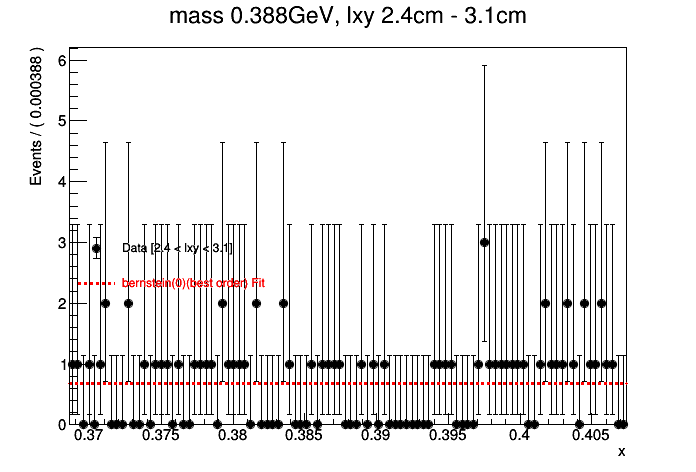 mass 0.388GeV, lxy 2.4cm - 3.1cm
Events / ( 0.000388 )
6
5
4
3
2
1
0
Data [2.4 < lxy < 3.1]
bernstein(0)(best order) Fit
0.37 0.375 0.38 0.385 0.39 0.395 0.4 0.405
x